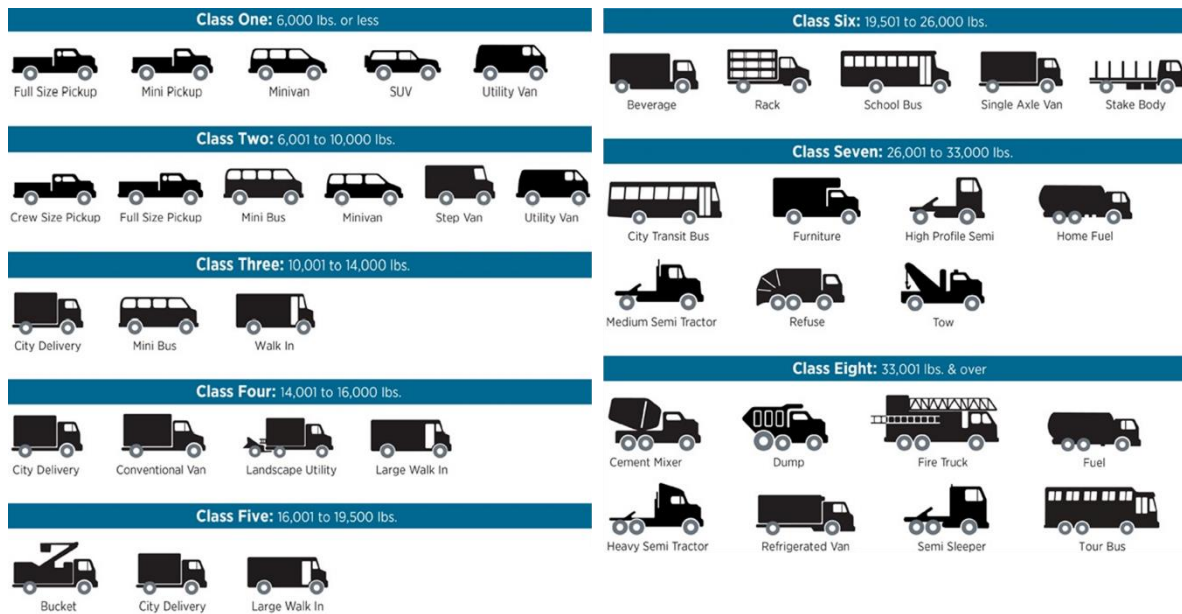 Class One: 6,000 lbs. or less
Full Size Pickup
Mini Pickup
Minivan
SUV
Utility Van
Class Two: 6,001 to 10,000 lbs.
Crew Size Pickup
Full Size Pickup
Mini Bus
Minivan
Step Van
Utility Van
Class Three: 10,001 to 14,000 lbs.
City Delivery
Mini Bus
Walk In
Class Four: 14,001 to 16,000 lbs.
City Delivery
Conventional Van
Landscape Utility
Large Walk In
Class Five: 16,001 to 19,500 lbs.
Bucket
City Delivery
Large Walk In
Class Six: 19,501 to 26,000 lbs.
Beverage
Rack
School Bus
Single Axle Van
Stake Body
Class Seven: 26,001 to 33,000 lbs.
City Transit Bus
Furniture
High Profile Semi
Home Fuel
Medium Semi Tractor
Refuse
Tow
Class Eight: 33,001 lbs. & over
Cement Mixer
Dump
Fire Truck
Fuel
Heavy Semi Tractor
Refrigerated Van
Semi Sleeper
Tour Bus